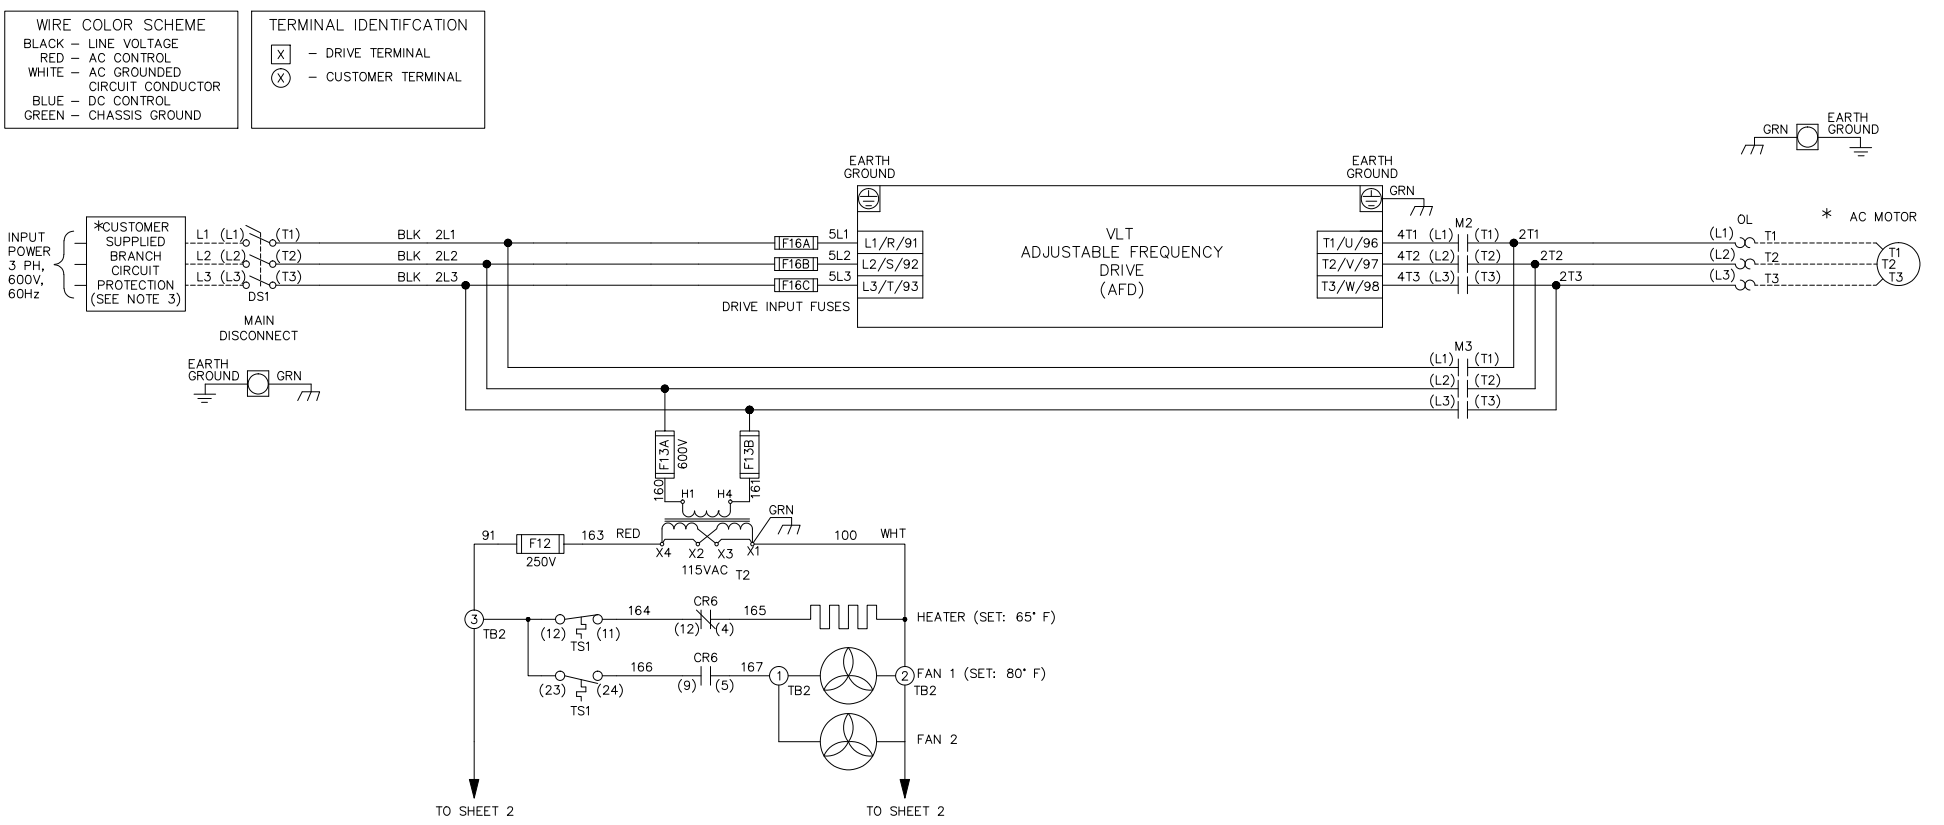 WIRE COLOR SCHEME
BLACK – LINE VOLTAGE
RED – AC CONTROL
WHITE – AC GROUNDED
CIRCUIT CONDUCTOR
BLUE – DC CONTROL
GREEN – CHASSIS GROUND
TERMINAL IDENTIFCATION
X – DRIVE TERMINAL
X – CUSTOMER TERMINAL
INPUT
POWER
3 PH,
600V,
60Hz
*CUSTOMER
SUPPLIED
BRANCH
CIRCUIT
PROTECTION
(SEE NOTE 3)
L1 (L1) (T1) BLK 2L1
L2 (L2) (T2) BLK 2L2
L3 (L3) (T3) BLK 2L3
DS1
MAIN
DISCONNECT
EARTH
GROUND
GRN
F16A 5L1 L1/R/91
F16B 5L2 L2/S/92
F16C 5L3 L3/T/93
DRIVE INPUT FUSES
EARTH
GROUND
VLT
ADJUSTABLE FREQUENCY
DRIVE
(AFD)
EARTH
GROUND
GRN
T1/U/96 4T1 (L1) M2 (T1) 2T1
T2/V/97 4T2 (L2) (T2) 2T2
T3/W/98 4T3 (L3) (T3) 2T3
GRN
EARTH
GROUND
OL
(L1) T1
(L2) T2
(L3) T3
* AC MOTOR
T1
T2
T3
M3
(L1) (T1)
(L2) (T2)
(L3) (T3)
F13A
600V
F13B
160
161
H1 H4
GRN
91 F12 163 RED
250V
X4 X2 X3 X1
115VAC T2
100 WHT
3
TB2
(12) (11)
TS1
164
CR6
(12) (4)
165
HEATER (SET: 65° F)
(23) (24)
TS1
166
CR6
(9) (5)
167
1
TB2
2
TB2
FAN 1 (SET: 80° F)
FAN 2
TO SHEET 2
TO SHEET 2